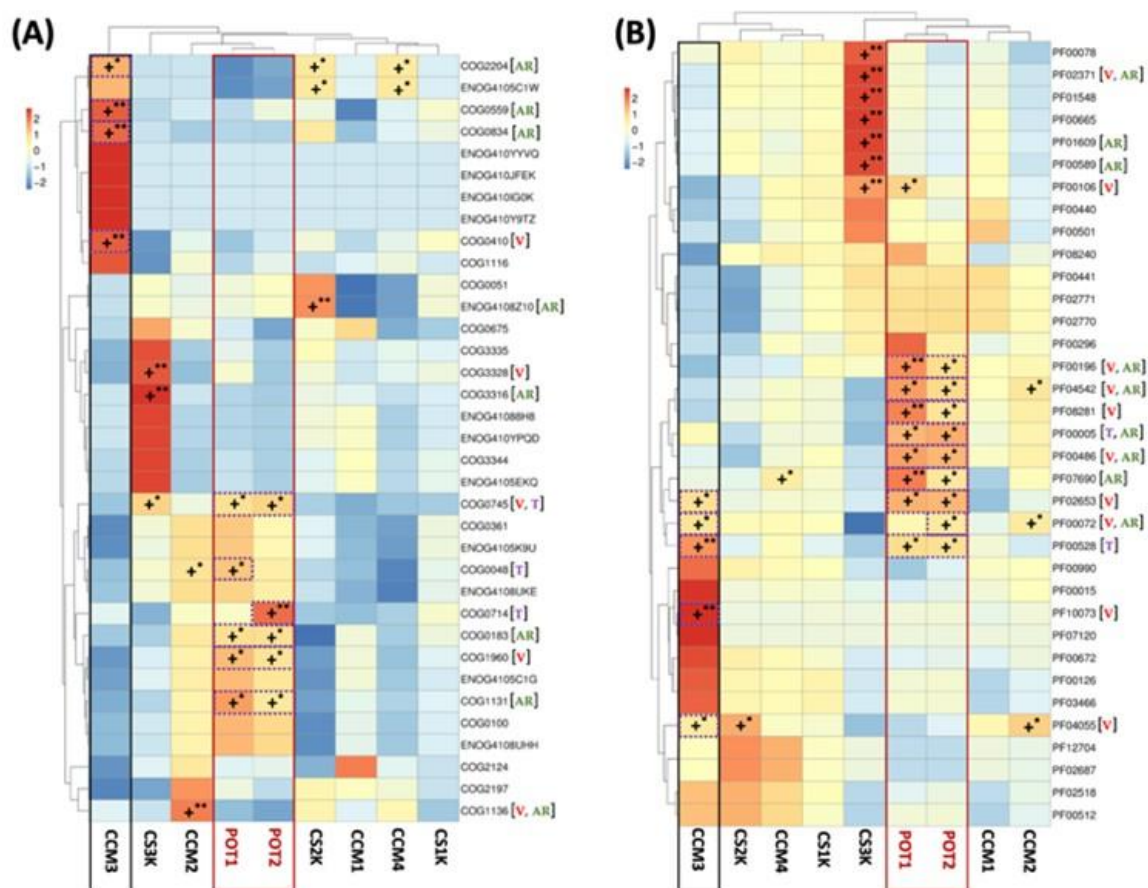 (A)
2
1
0
−1
−2
COG2204 [AR]
ENOG4105C1W
COG0559 [AR]
COG0834 [AR]
ENOG410YYVQ
ENOG410JFEK
ENOG410IG0K
ENOG410Y9TZ
COG0410 [V]
COG1116
COG0051
ENOG4108Z10 [AR]
COG0675
COG3335
COG3328 [V]
COG3316 [AR]
ENOG41088H8
ENOG410YPQD
COG3344
ENOG4105EKQ
COG0745 [V, T]
COG0361
ENOG4105K9U
COG0048 [T]
ENOG4108UKE
COG0714 [T]
COG0183 [AR]
COG1960 [V]
ENOG4105C1G
COG1131 [AR]
COG0100
ENOG4108UHH
COG2124
COG2197
COG1136 [V, AR]
CCM3 CS3K CCM2 POT1 POT2 CS2K CCM1 CCM4 CS1K
(B)
2
1
0
−1
−2
PF00078
PF02371 [V, AR]
PF01548
PF00665
PF01609 [AR]
PF00589 [AR]
PF00106 [V]
PF00440
PF00501
PF08240
PF00441
PF02771
PF02770
PF00296
PF00196 [V, AR]
PF04542 [V, AR]
PF08281 [V]
PF00005 [T, AR]
PF00486 [V, AR]
PF07690 [AR]
PF02653 [V]
PF00072 [V, AR]
PF00528 [T]
PF00990
PF00015
PF10073 [V]
PF07120
PF00672
PF00126
PF03466
PF04055 [V]
PF12704
PF02687
PF02518
PF00512
CCM3 CS2K CCM4 CS1K CS3K POT1 POT2 CCM1 CCM2